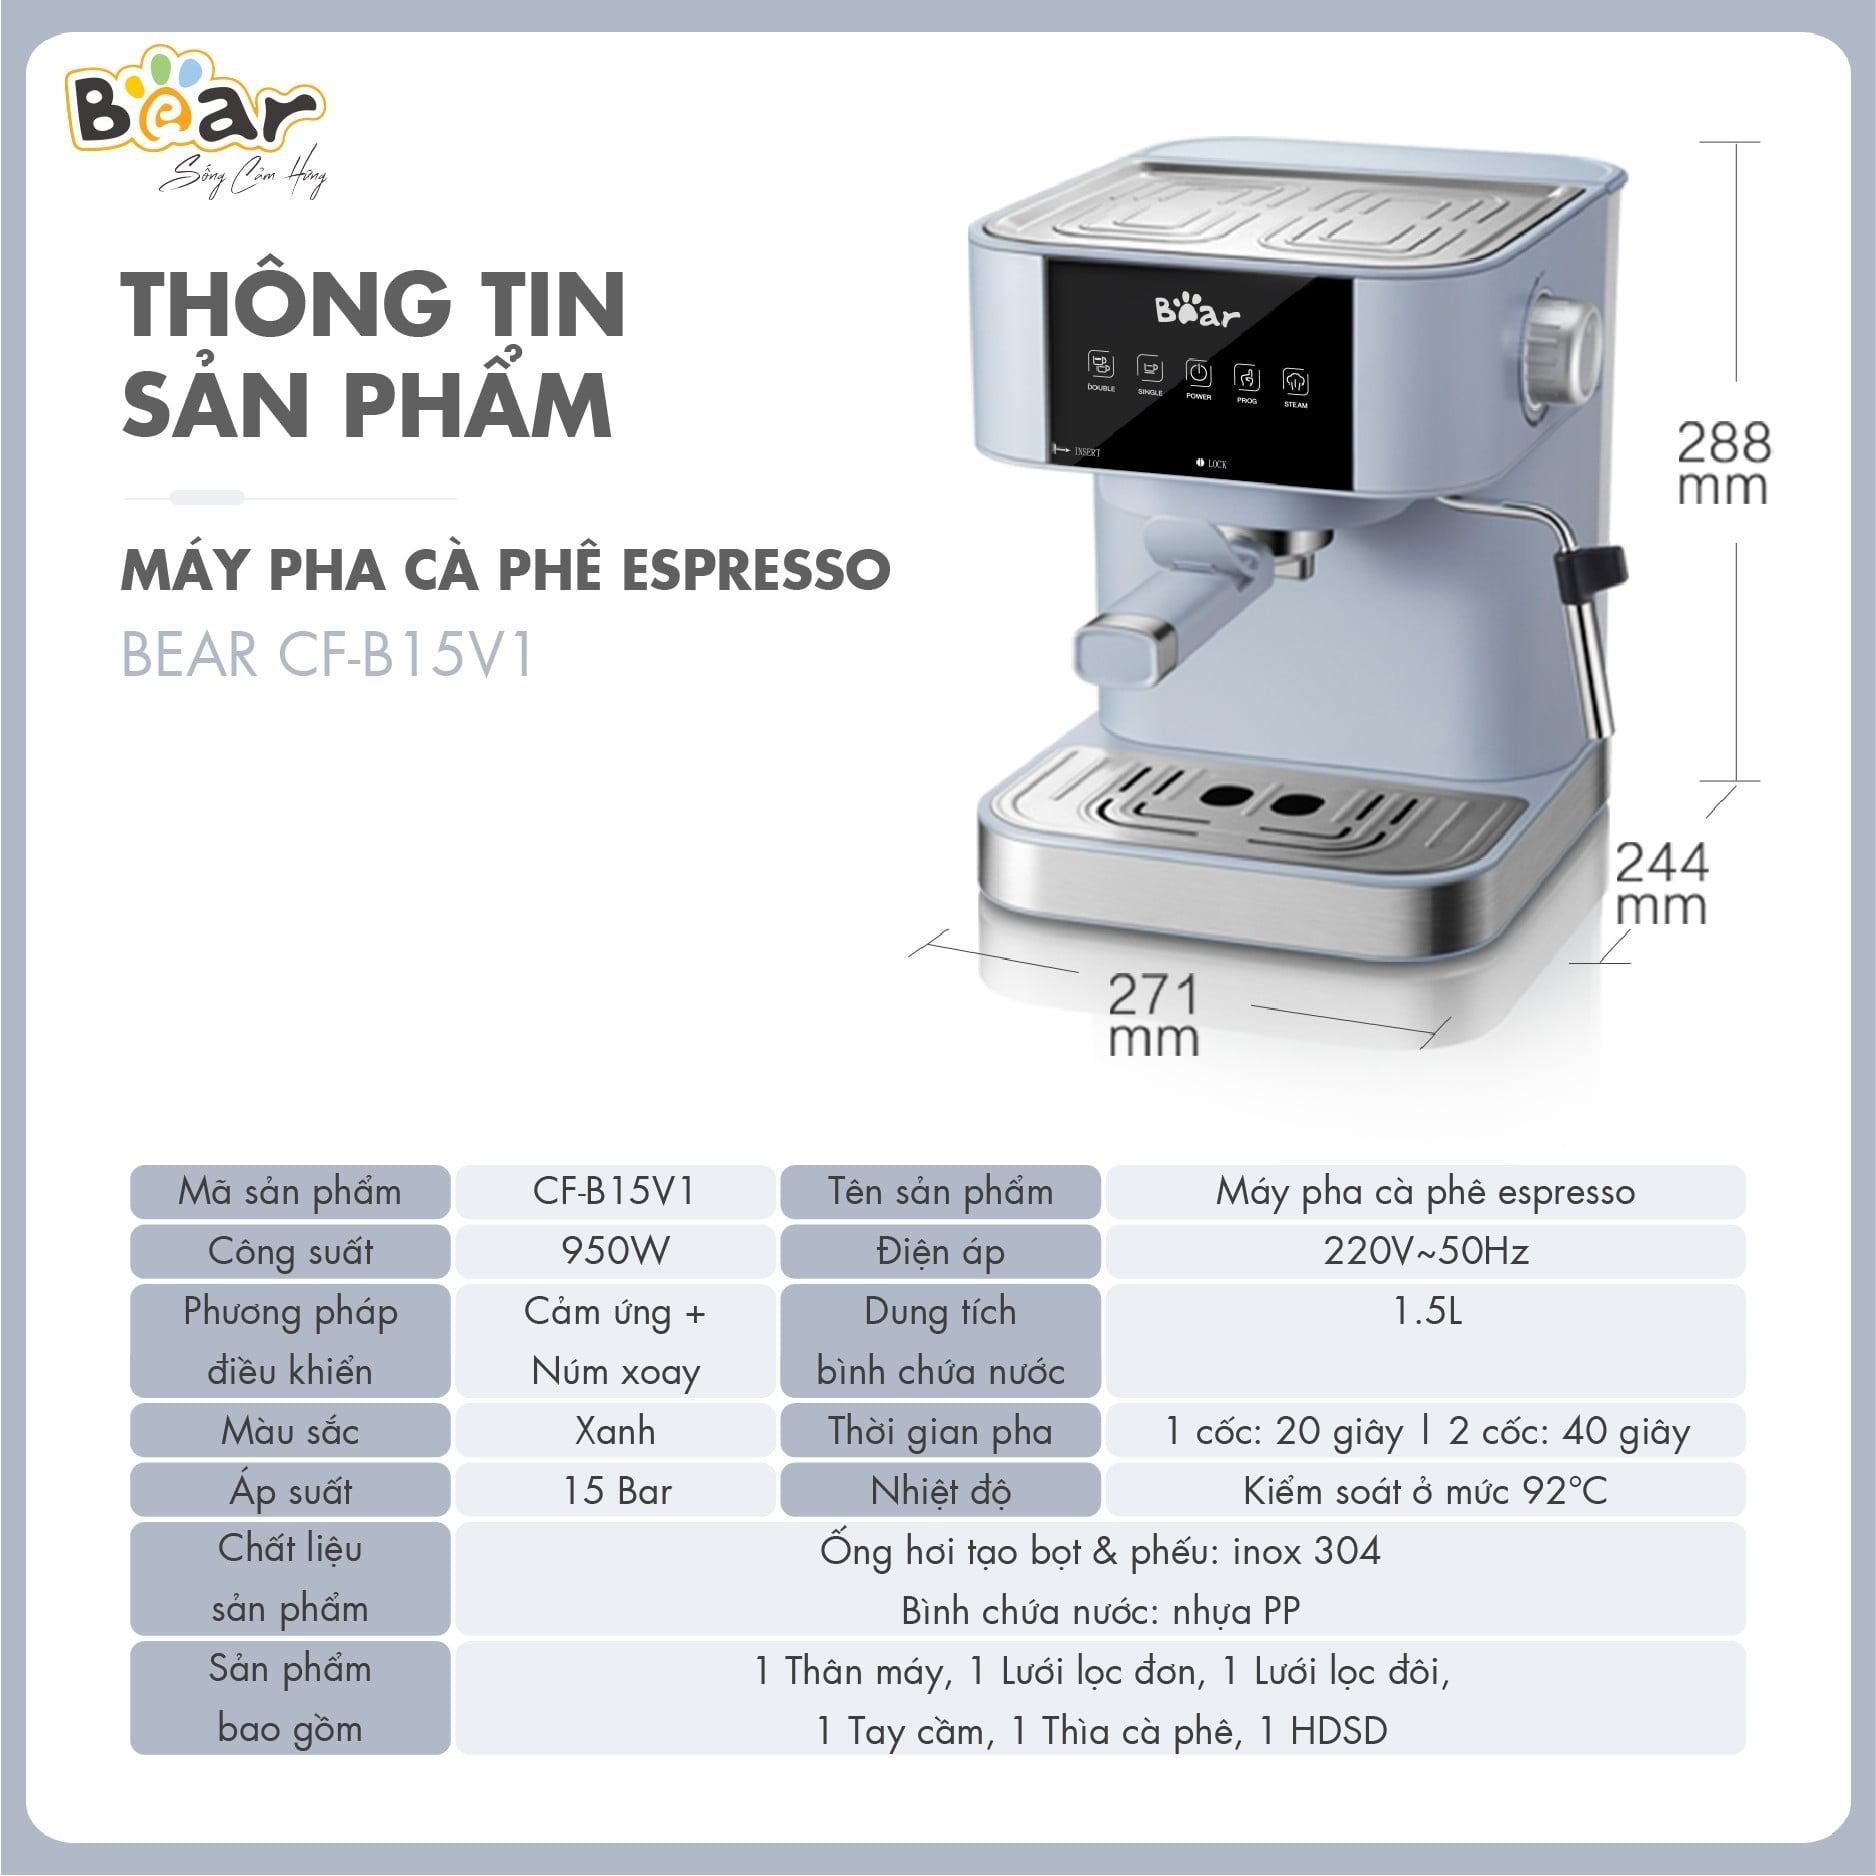 Bear
Sống Cảm Hứng
THÔNG TIN
SẢN PHẨM
MÁY PHA CÀ PHÊ ESPRESSO
BEAR CF-B15V1
Bear
DOUBLE
SINGLE
POWER
PROG
STEAM
INSERT
LOCK
288
mm
244
mm
271
mm
Mã sản phẩm
CF-B15V1
Tên sản phẩm
Máy pha cà phê espresso
Công suất
950W
Điện áp
220V~50Hz
Phương pháp
điều khiển
Cảm ứng +
Núm xoay
Dung tích
bình chứa nước
1.5L
Màu sắc
Xanh
Thời gian pha
1 cốc: 20 giây | 2 cốc: 40 giây
Áp suất
15 Bar
Nhiệt độ
Kiểm soát ở mức 92°C
Chất liệu
sản phẩm
Ống hơi tạo bọt & phếu: inox 304
Bình chứa nước: nhựa PP
Sản phẩm
bao gồm
1 Thân máy, 1 Lưới lọc đơn, 1 Lưới lọc đôi,
1 Tay cầm, 1 Thìa cà phê, 1 HDSD